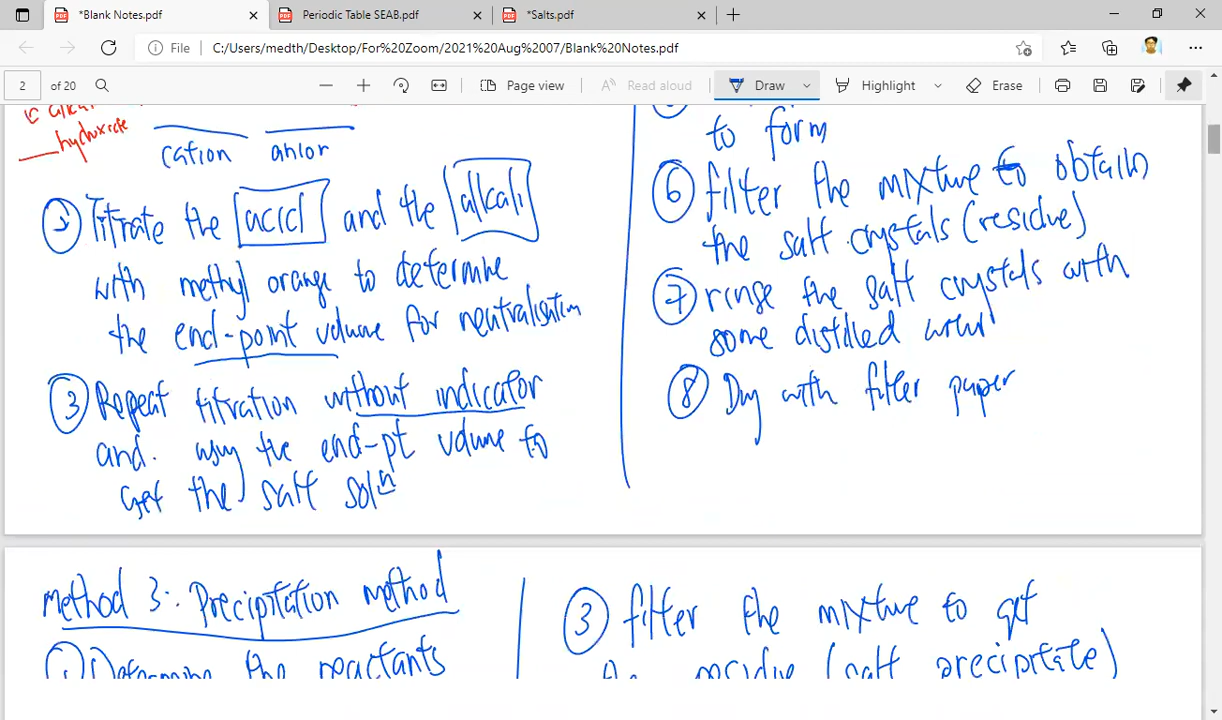 *Blank Notes.pdf
Periodic Table SEAB.pdf
*Salts.pdf
File
C:/Users/medth/Desktop/For%20Zoom/2021%20Aug%2007/Blank%20Notes.pdf
2 of 20
Page view
Read aloud
Draw
Highlight
Erase
hydroxide
cation anion
Titrate the acid and the alkali
with methyl orange to determine
the end-point volume for neutralisation
③ Repeat titration without indicator
and using the end-pt volume to
get the salt solⁿ
to form
⑥ filter the mixture to obtain
the salt crystals (residue)
⑦ rinse the salt crystals with
some distilled water
⑧ Dry with filter paper
Method 3: Precipitation method
① Determine the reactants
③ filter the mixture to get
the residue (salt precipitate)